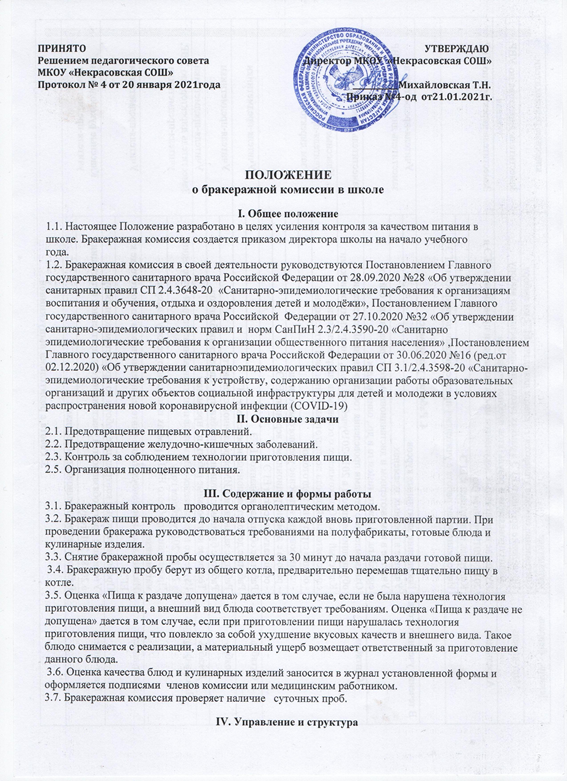 ПРИНЯТО УТВЕРЖДАЮ
Решением педагогического совета Директор МКОУ «Некрасовская СОШ»
МКОУ «Некрасовская СОШ»
Протокол № 4 от 20 января 2021года Михайловская Т.Н.
Приказ №4-од от21.01.2021г.
ПОЛОЖЕНИЕ
о бракеражной комиссии в школе
I. Общее положение
1.1. Настоящее Положение разработано в целях усиления контроля за качеством питания в
школе. Бракеражная комиссия создается приказом директора школы на начало учебного
года.
1.2. Бракеражная комиссия в своей деятельности руководствуются Постановлением Главного
государственного санитарного врача Российской Федерации от 28.09.2020 №28 «Об утверждении
санитарных правил СП 2.4.3648-20 «Санитарно-эпидемиологические требования к организациям
воспитания и обучения, отдыха и оздоровления детей и молодёжи», Постановлением Главного
государственного санитарного врача Российской Федерации от 27.10.2020 №32 «Об утверждении
санитарно-эпидемиологических правил и норм СанПиН 2.3/2.4.3590-20 «Санитарно
эпидемиологические требования к организации общественного питания населения» ,Постановлением
Главного государственного санитарного врача Российской Федерации от 30.06.2020 №16 (ред.от
02.12.2020) «Об утверждении санитарноэпидемиологических правил СП 3.1/2.4.3598-20 «Санитарно-
эпидемиологические требования к устройству, содержанию организации работы образовательных
организаций и других объектов социальной инфраструктуры для детей и молодежи в условиях
распространения новой коронавирусной инфекции (COVID-19)
II. Основные задачи
2.1. Предотвращение пищевых отравлений.
2.2. Предотвращение желудочно-кишечных заболеваний.
2.3. Контроль за соблюдением технологии приготовления пищи.
2.5. Организация полноценного питания.
III. Содержание и формы работы
3.1. Бракеражный контроль проводится органолептическим методом.
3.2. Бракераж пищи проводится до начала отпуска каждой вновь приготовленной партии. При
проведении бракеража руководствоваться требованиями на полуфабрикаты, готовые блюда и
кулинарные изделия.
3.3. Снятие бракеражной пробы осуществляется за 30 минут до начала раздачи готовой пищи.
3.4. Бракеражную пробу берут из общего котла, предварительно перемешав тщательно пищу в
котле.
3.5. Оценка «Пища к раздаче допущена» дается в том случае, если не была нарушена технология
приготовления пищи, а внешний вид блюда соответствует требованиям. Оценка «Пища к раздаче не
допущена» дается в том случае, если при приготовлении пищи нарушалась технология
приготовления пищи, что повлекло за собой ухудшение вкусовых качеств и внешнего вида. Такое
блюдо снимается с реализации, а материальный ущерб возмещает ответственный за приготовление
данного блюда.
3.6. Оценка качества блюд и кулинарных изделий заносится в журнал установленной формы и
оформляется подписями членов комиссии или медицинским работником.
3.7. Бракеражная комиссия проверяет наличие суточных проб.
IV. Управление и структура